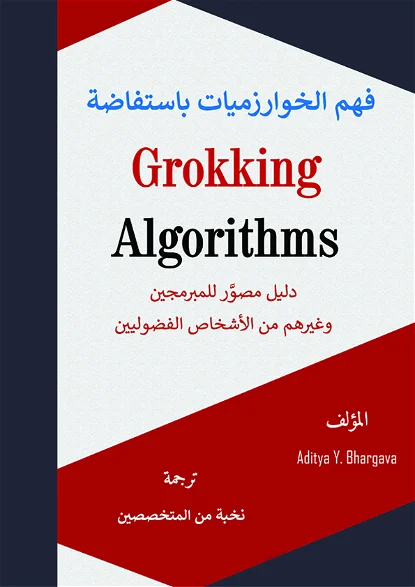 فهم الخوارزميات باستفاضة
Grokking
Algorithms
دليل مصوَّر للمبرمجين
وغيرهم من الأشخاص الفضوليين
المؤلف
Aditya Y. Bhargava
ترجمة
نخبة من المتخصصين